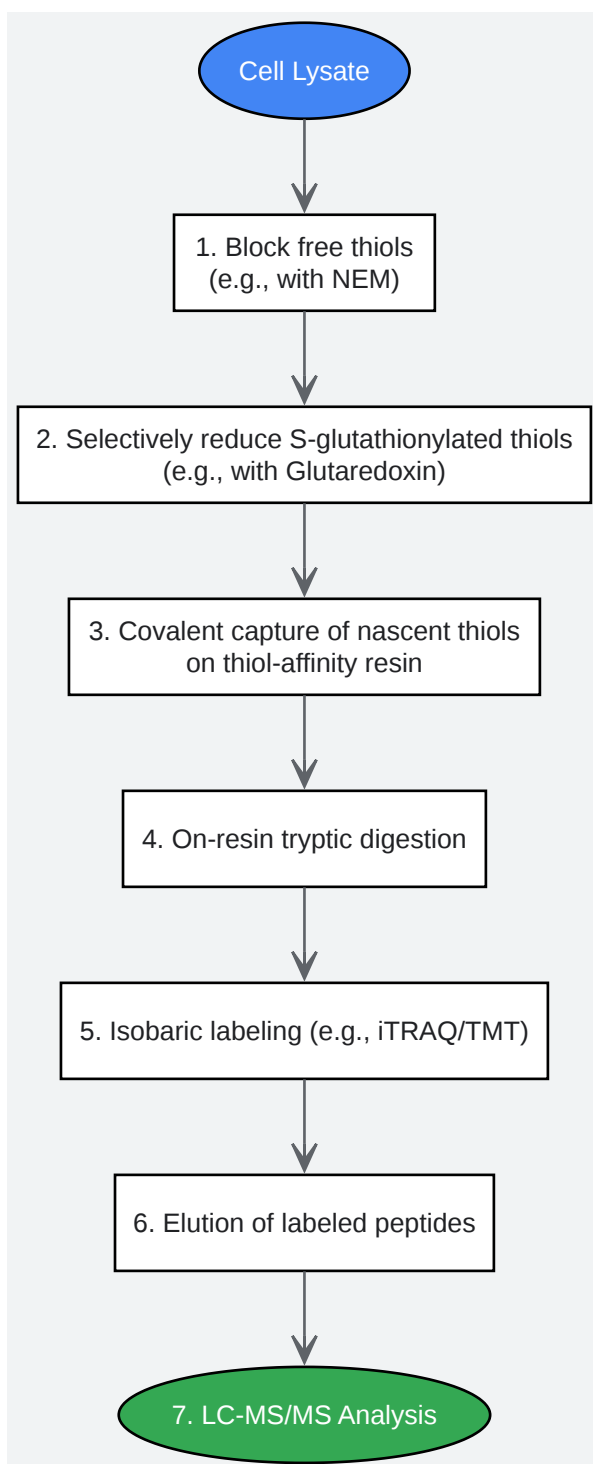 Cell Lysate
1. Block free thiols
(e.g., with NEM)
2. Selectively reduce S-glutathionylated thiols
(e.g., with Glutaredoxin)
3. Covalent capture of nascent thiols
on thiol-affinity resin
4. On-resin tryptic digestion
5. Isobaric labeling (e.g., iTRAQ/TMT)
6. Elution of labeled peptides
7. LC-MS/MS Analysis